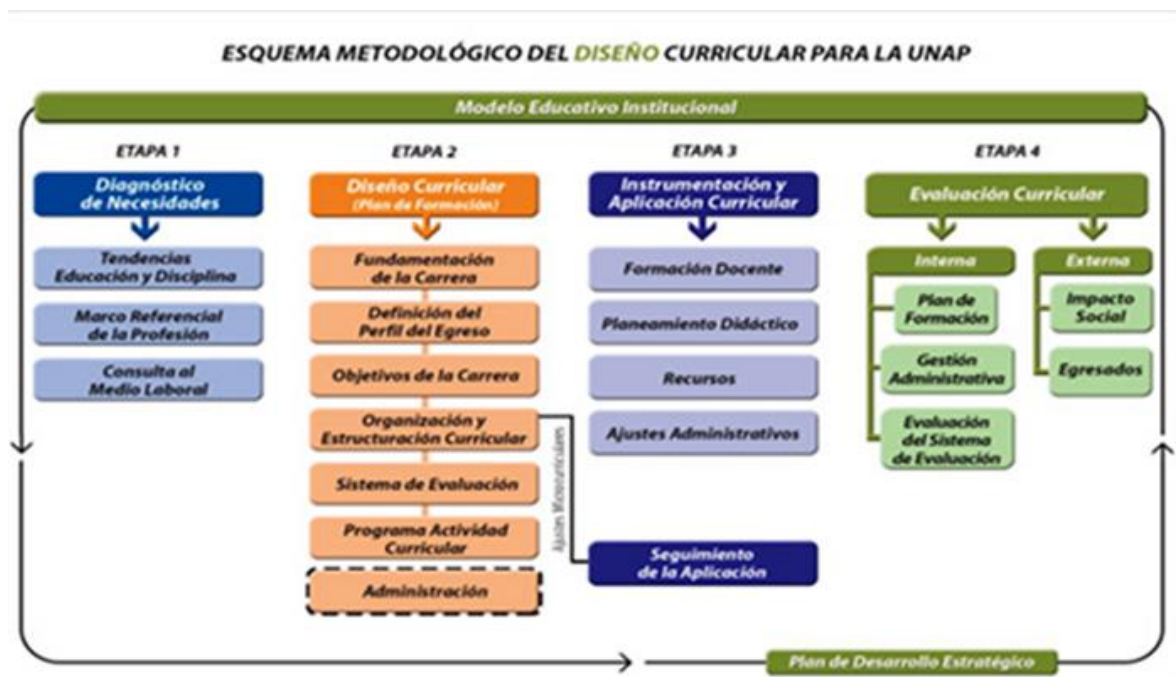 ESQUEMA METODOLÓGICO DEL DISEÑO CURRICULAR PARA LA UNAP
Modelo Educativo Institucional
ETAPA 1
Diagnóstico
de Necesidades
Tendencias
Educación y Disciplina
Marco Referencial
de la Profesión
Consulta al
Medio Laboral
ETAPA 2
Diseño Curricular
(Plan de Formación)
Fundamentación
de la Carrera
Definición del
Perfil del Egreso
Objetivos de la Carrera
Organización y
Estructuración Curricular
Sistema de Evaluación
Programa Actividad
Curricular
Administración
Ajustes Microcurriculares
ETAPA 3
Instrumentación y
Aplicación Curricular
Formación Docente
Planeamiento Didáctico
Recursos
Ajustes Administrativos
Seguimiento
de la Aplicación
ETAPA 4
Evaluación Curricular
Interna
Plan de
Formación
Gestión
Administrativa
Evaluación
del Sistema
de Evaluación
Externa
Impacto
Social
Egresados
Plan de Desarrollo Estratégico